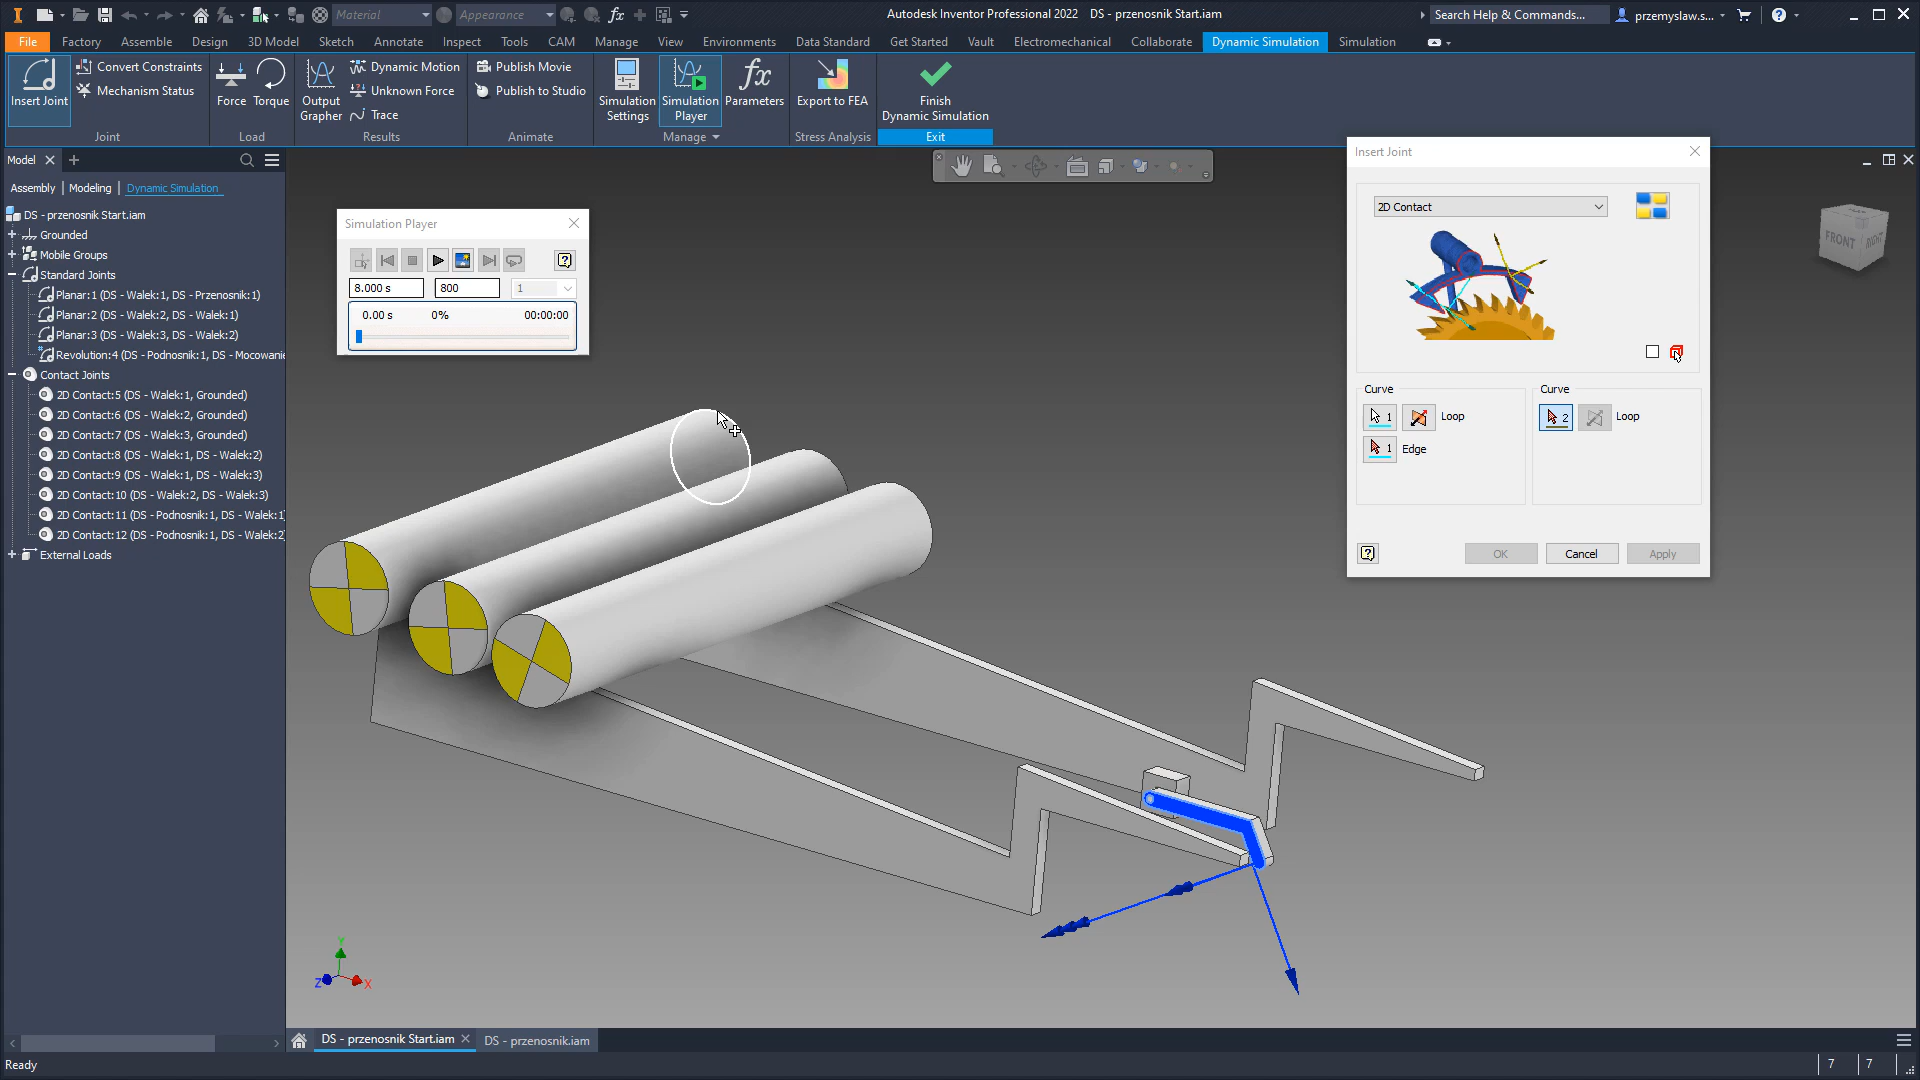 Material
Appearance
Autodesk Inventor Professional 2022 DS - przenosnik Start.iam
Search Help & Commands...
przemyslaw.s...
File
Factory
Assemble
Design
3D Model
Sketch
Annotate
Inspect
Tools
CAM
Manage
View
Environments
Data Standard
Get Started
Vault
Electromechanical
Collaborate
Dynamic Simulation
Simulation
Insert Joint
Convert Constraints
Mechanism Status
Joint
Force
Torque
Load
Output Grapher
Dynamic Motion
Unknown Force
Trace
Results
Publish Movie
Publish to Studio
Animate
Simulation Settings
Simulation Player
Parameters
Manage
Export to FEA
Stress Analysis
Finish Dynamic Simulation
Exit
Model
Assembly | Modeling | Dynamic Simulation
DS - przenosnik Start.iam
Grounded
Mobile Groups
Standard Joints
Planar:1 (DS - Walek:1, DS - Przenosnik:1)
Planar:2 (DS - Walek:2, DS - Walek:1)
Planar:3 (DS - Walek:3, DS - Walek:2)
Revolution:4 (DS - Podnosnik:1, DS - Mocowanie
Contact Joints
2D Contact:5 (DS - Walek:1, Grounded)
2D Contact:6 (DS - Walek:2, Grounded)
2D Contact:7 (DS - Walek:3, Grounded)
2D Contact:8 (DS - Walek:1, DS - Walek:2)
2D Contact:9 (DS - Walek:1, DS - Walek:3)
2D Contact:10 (DS - Walek:2, DS - Walek:3)
2D Contact:11 (DS - Podnosnik:1, DS - Walek:1)
2D Contact:12 (DS - Podnosnik:1, DS - Walek:2)
External Loads
Simulation Player
8.000 s
800
1
0.00 s
0%
00:00:00
Insert Joint
2D Contact
Curve
1
Loop
1
Edge
Curve
2
Loop
OK
Cancel
Apply
FRONT
RIGHT
Y
Z
X
DS - przenosnik Start.iam
DS - przenosnik.iam
Ready
7
7